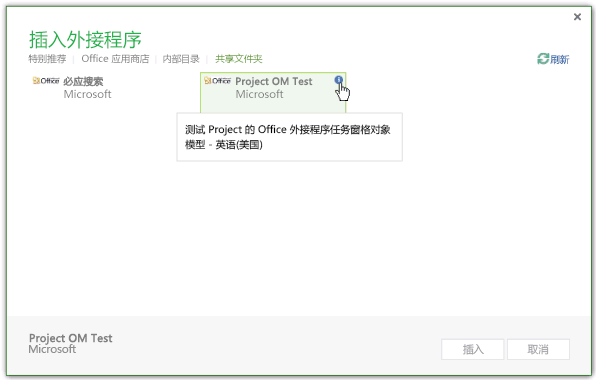 插入外接程序
特别推荐 | Office 应用商店 | 内部目录 | 共享文件夹
刷新
Office 必应搜索
Microsoft
Office Project OM Test
Microsoft
测试 Project 的 Office 外接程序任务窗格对象
模型 - 英语(美国)
Project OM Test
Microsoft
插入
取消